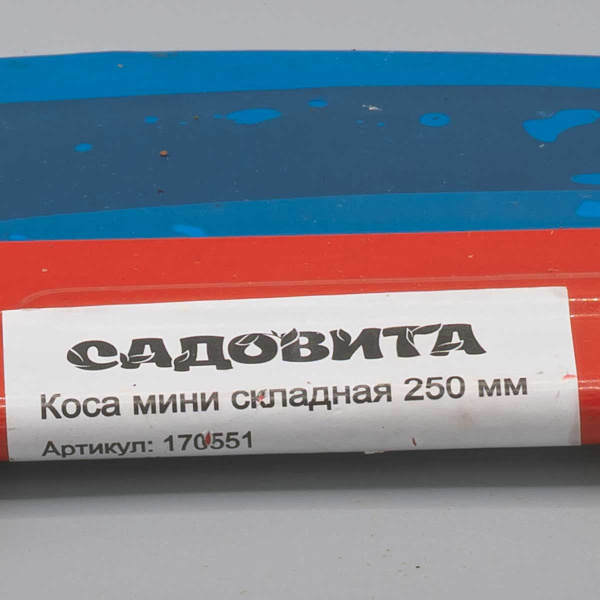 САДОВИТА
Коса мини складная 250 мм
Артикул: 170551